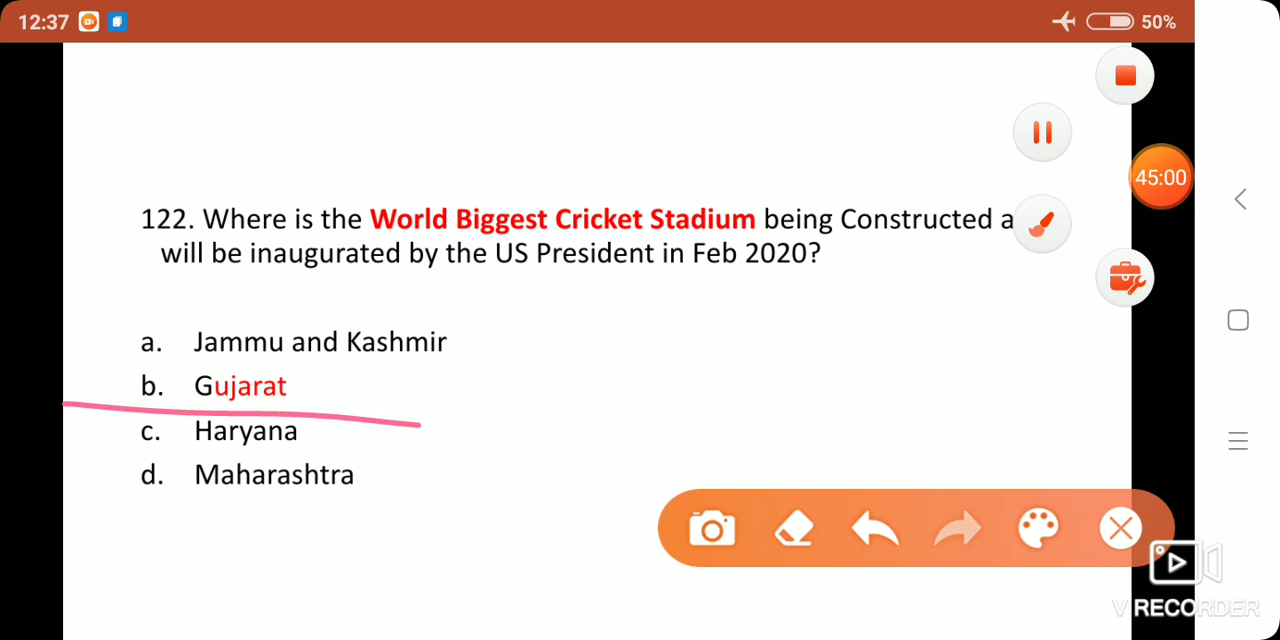 12:37
50%
45:00
122. Where is the World Biggest Cricket Stadium being Constructed a
will be inaugurated by the US President in Feb 2020?
a. Jammu and Kashmir
b. Gujarat
c. Haryana
d. Maharashtra
V RECORDER